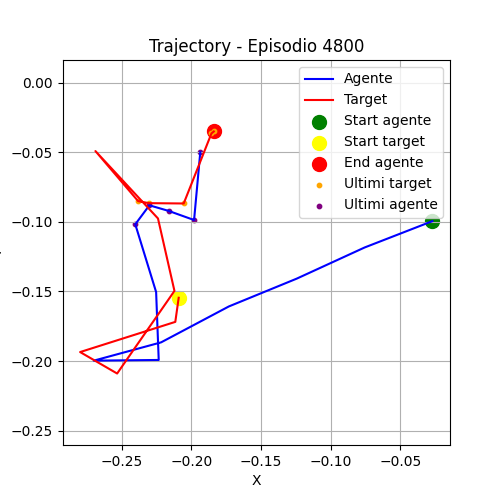 Trajectory - Episodio 4800
Agente
Target
Start agente
Start target
End agente
Ultimi target
Ultimi agente
0.00
−0.05
−0.10
−0.15
−0.20
−0.25
−0.25
−0.20
−0.15
−0.10
−0.05
X